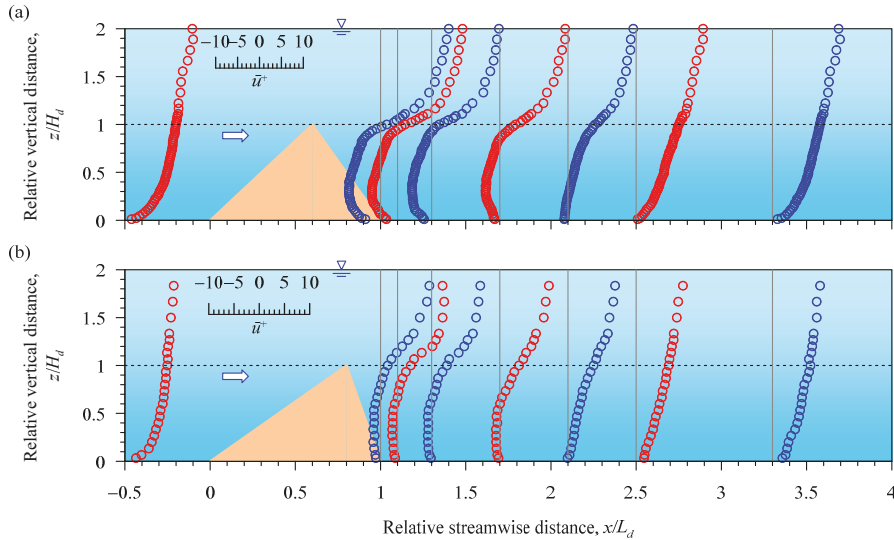 (a)
2
1.5
1
0.5
0
Relative vertical distance,
z/H_d
−10 −5 0 5 10
ū⁺
(b)
2
1.5
1
0.5
0
Relative vertical distance,
z/H_d
−10 −5 0 5 10
ū⁺
−0.5 0 0.5 1 1.5 2 2.5 3 3.5 4
Relative streamwise distance, x/L_d